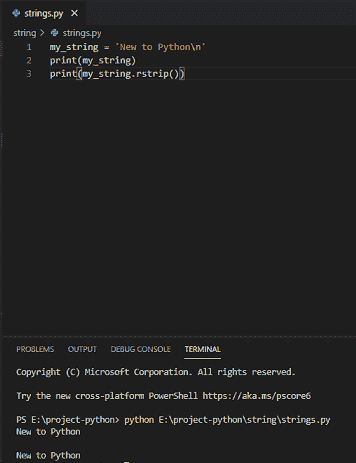 strings.py ×
string > strings.py
1 my_string = 'New to Python\n'
2 print(my_string)
3 print(my_string.rstrip())
PROBLEMS OUTPUT DEBUG CONSOLE TERMINAL
Copyright (C) Microsoft Corporation. All rights reserved.
Try the new cross-platform PowerShell https://aka.ms/pscore6
PS E:\project-python> python E:\project-python\string\strings.py
New to Python
New to Python